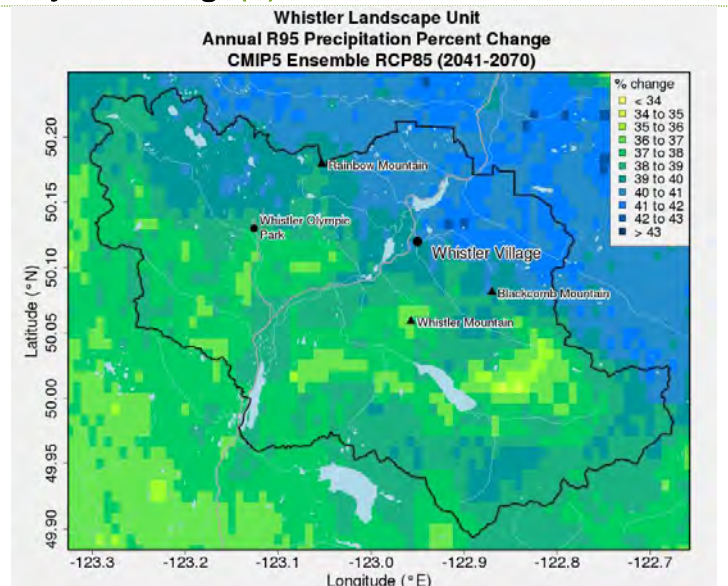 Whistler Landscape Unit
Annual R95 Precipitation Percent Change
CMIP5 Ensemble RCP85 (2041-2070)
% change
< 34
34 to 35
35 to 36
36 to 37
37 to 38
38 to 39
39 to 40
40 to 41
41 to 42
42 to 43
> 43
Rainbow Mountain
Whistler Olympic
Park
Whistler Village
Blackcomb Mountain
Whistler Mountain
Latitude (°N)
50.20
50.15
50.10
50.05
50.00
49.95
49.90
-123.3 -123.2 -123.1 -123.0 -122.9 -122.8 -122.7
Longitude (°E)